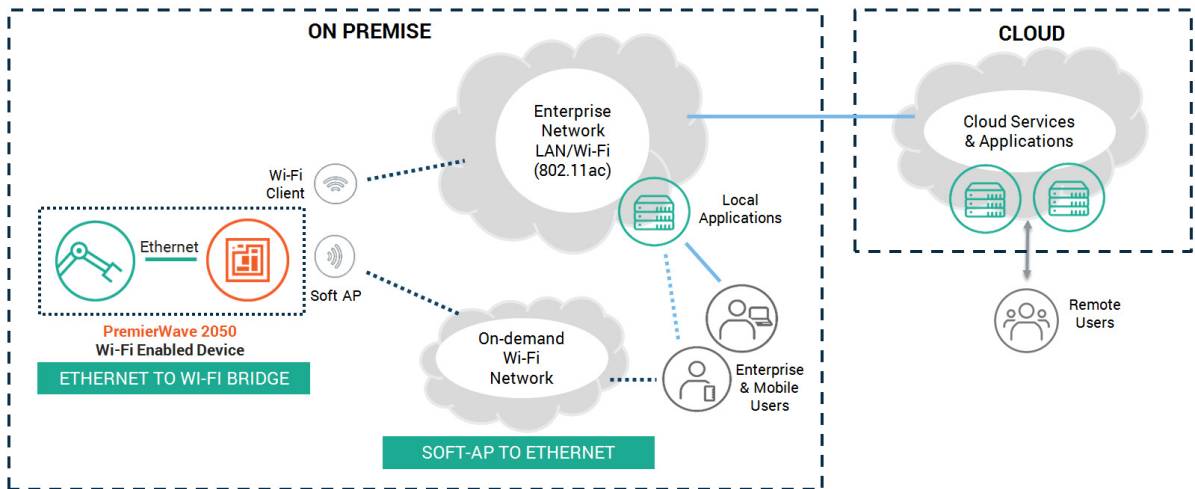 ON PREMISE
CLOUD
Enterprise
Network
LAN/Wi-Fi
(802.11ac)
Cloud Services
& Applications
Wi-Fi
Client
Local
Applications
Ethernet
Soft AP
PremierWave 2050
Wi-Fi Enabled Device
ETHERNET TO WI-FI BRIDGE
On-demand
Wi-Fi
Network
Enterprise
& Mobile
Users
Remote
Users
SOFT-AP TO ETHERNET